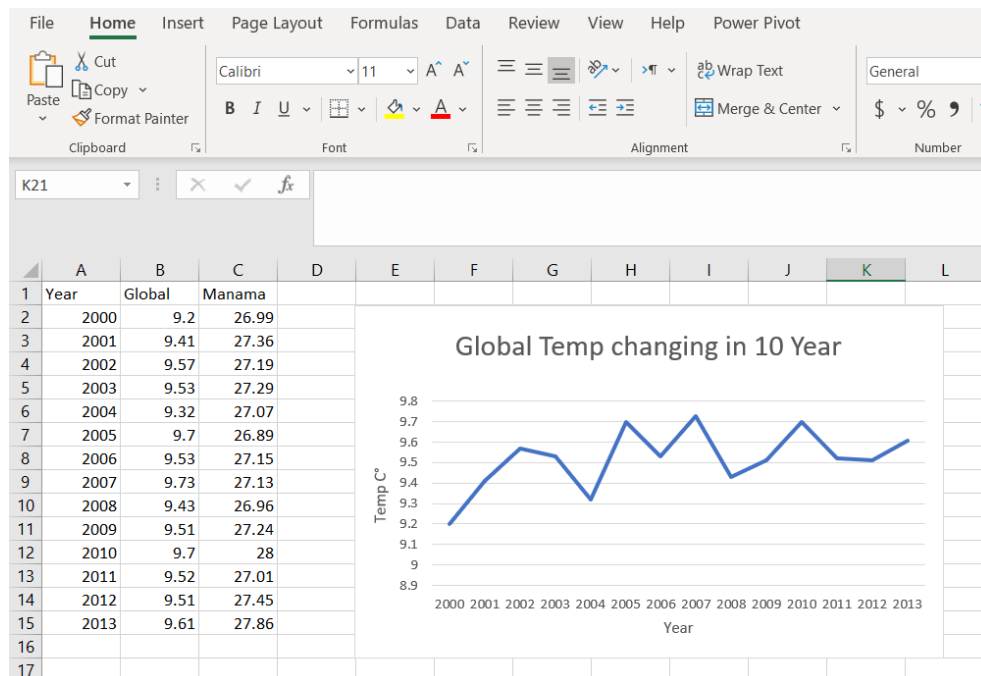 File Home Insert Page Layout Formulas Data Review View Help Power Pivot
Cut
Copy
Format Painter
Paste
Calibri 11 A^ Aˇ
B I U A
ab Wrap Text
Merge & Center
General
$ % 9
Clipboard Font Alignment Number
K21 fx
A B C D E F G H I J K L
1 Year Global Manama
2 2000 9.2 26.99
3 2001 9.41 27.36
4 2002 9.57 27.19
5 2003 9.53 27.29
6 2004 9.32 27.07
7 2005 9.7 26.89
8 2006 9.53 27.15
9 2007 9.73 27.13
10 2008 9.43 26.96
11 2009 9.51 27.24
12 2010 9.7 28
13 2011 9.52 27.01
14 2012 9.51 27.45
15 2013 9.61 27.86
16
17
Global Temp changing in 10 Year
9.8
9.7
9.6
9.5
9.4
9.3
9.2
9.1
9
8.9
Temp C°
2000 2001 2002 2003 2004 2005 2006 2007 2008 2009 2010 2011 2012 2013
Year